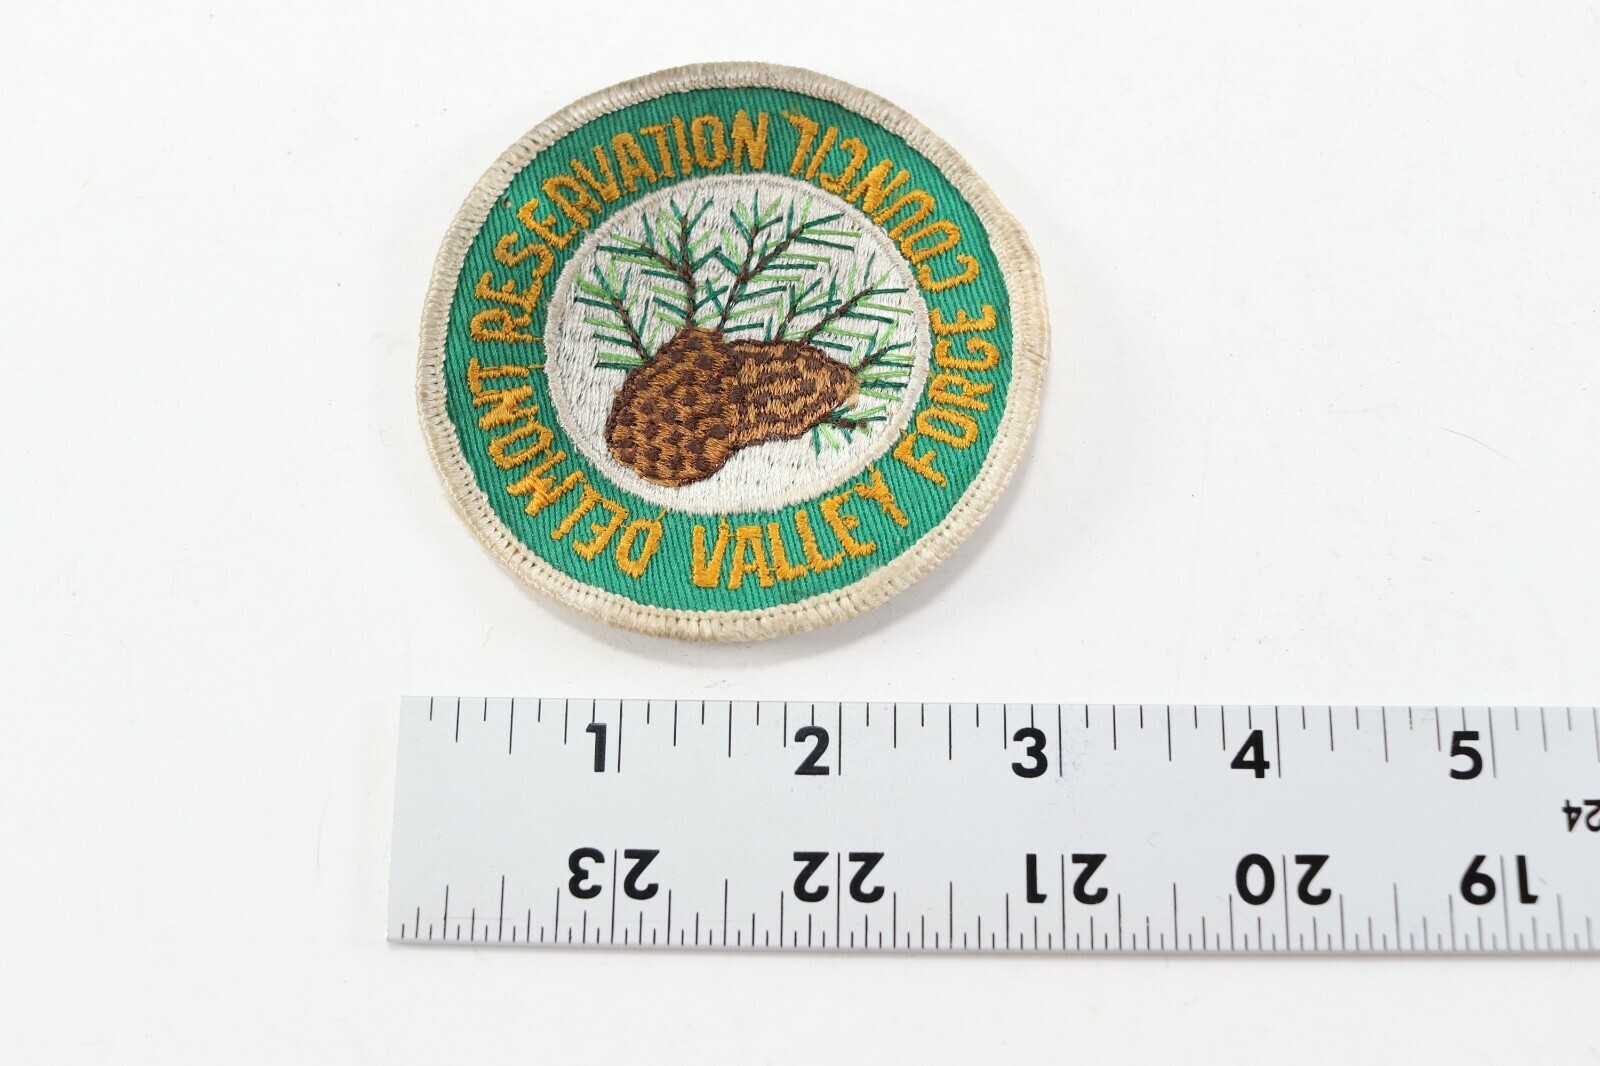 DELMONT RESERVATION
VALLEY FORGE COUNCIL
1 2 3 4 5
24
23 22 21 20 19